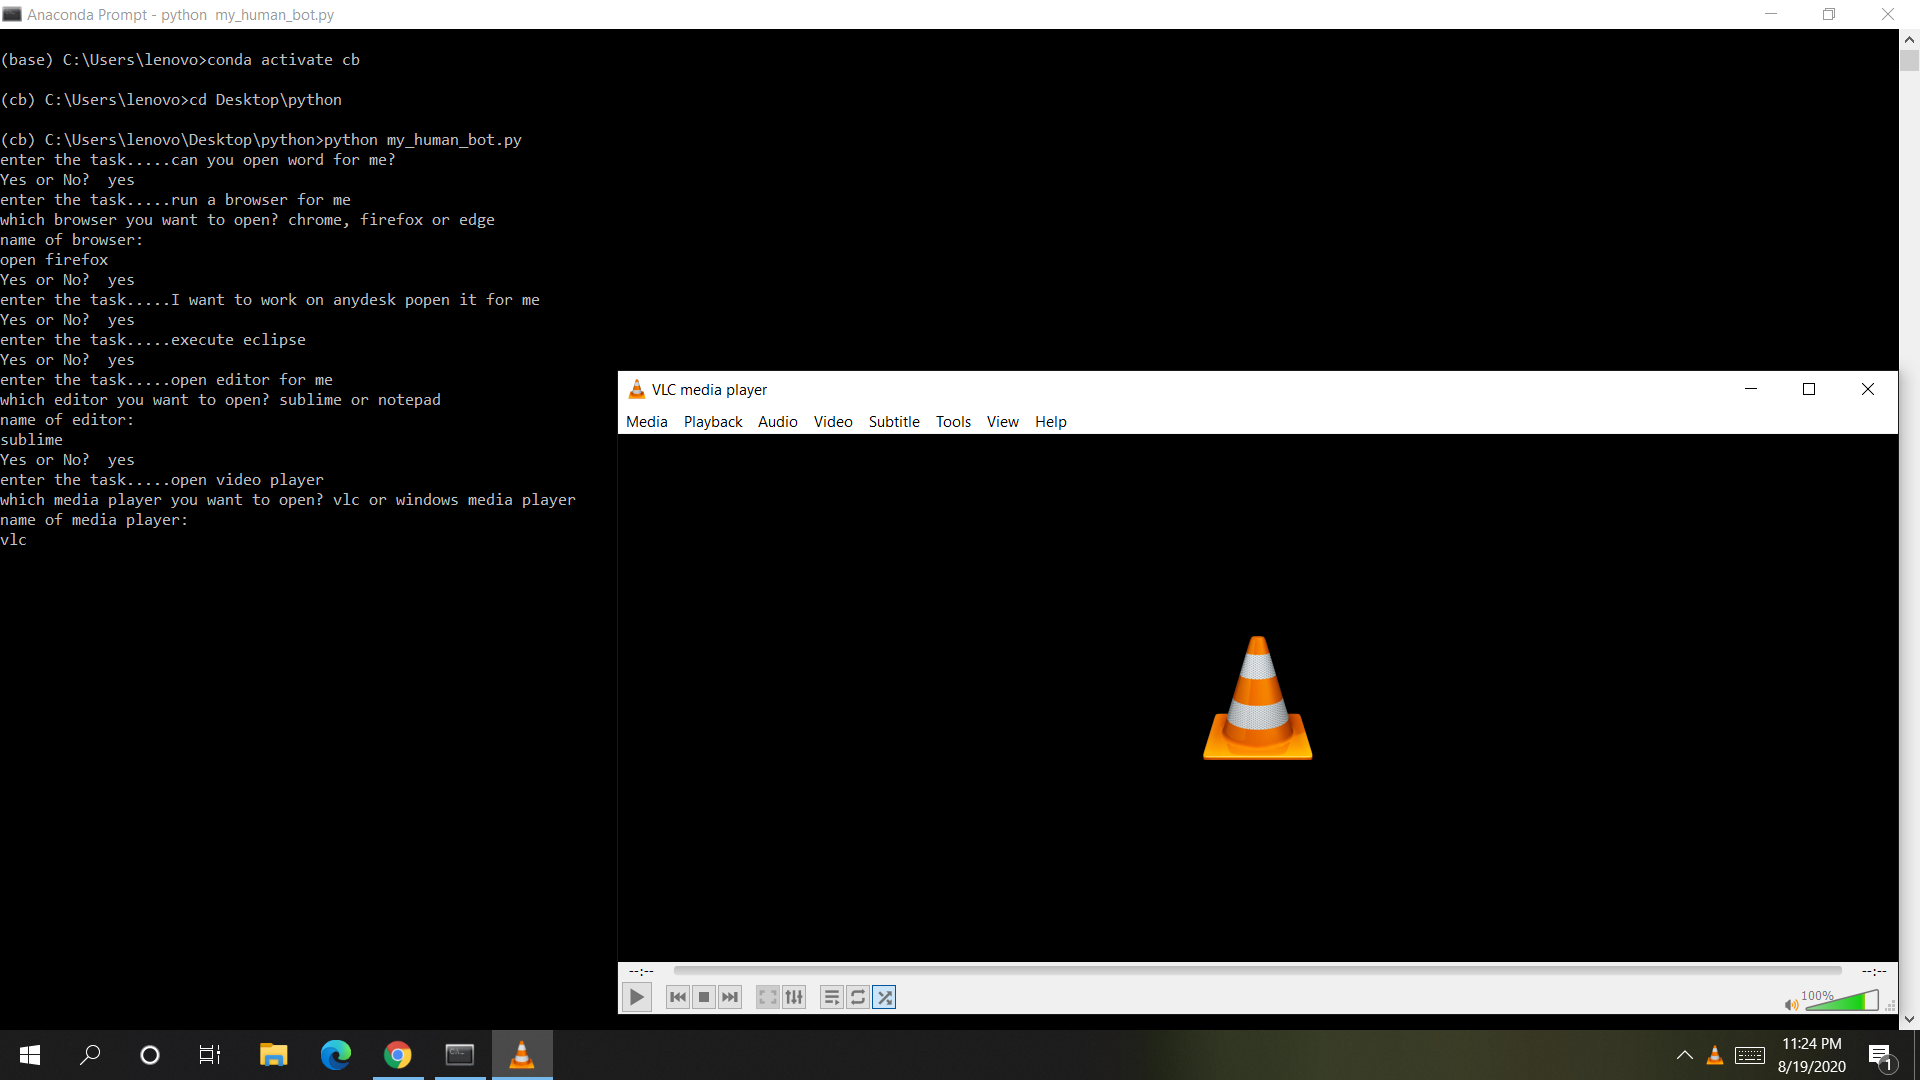 Anaconda Prompt - python  my_human_bot.py
(base) C:\Users\lenovo>conda activate cb
(cb) C:\Users\lenovo>cd Desktop\python
(cb) C:\Users\lenovo\Desktop\python>python my_human_bot.py
enter the task.....can you open word for me?
Yes or No?  yes
enter the task.....run a browser for me
which browser you want to open? chrome, firefox or edge
name of browser:
open firefox
Yes or No?  yes
enter the task.....I want to work on anydesk popen it for me
Yes or No?  yes
enter the task.....execute eclipse
Yes or No?  yes
enter the task.....open editor for me
which editor you want to open? sublime or notepad
name of editor:
sublime
Yes or No?  yes
enter the task.....open video player
which media player you want to open? vlc or windows media player
name of media player:
vlc
VLC media player
Media Playback Audio Video Subtitle Tools View Help
--:-- --:--
100%
11:24 PM
8/19/2020
1